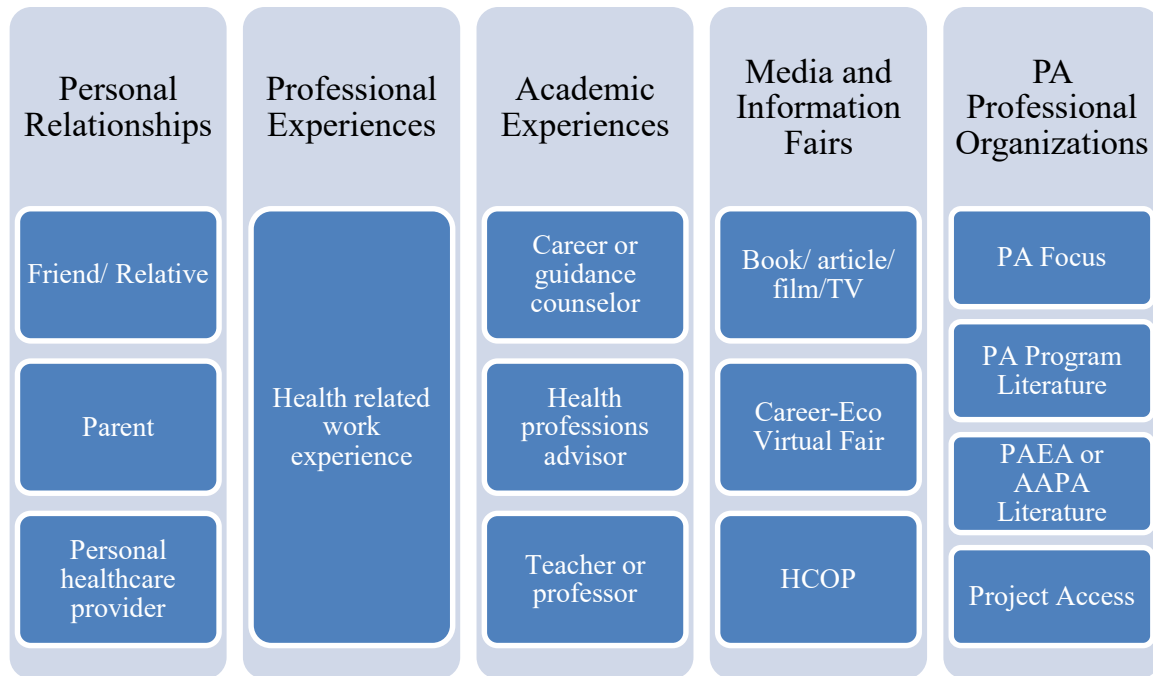 Personal
Relationships
Friend/ Relative
Parent
Personal
healthcare
provider
Professional
Experiences
Health related
work
experience
Academic
Experiences
Career or
guidance
counselor
Health
professions
advisor
Teacher or
professor
Media and
Information
Fairs
Book/ article/
film/TV
Career-Eco
Virtual Fair
HCOP
PA
Professional
Organizations
PA Focus
PA Program
Literature
PAEA or
AAPA
Literature
Project Access